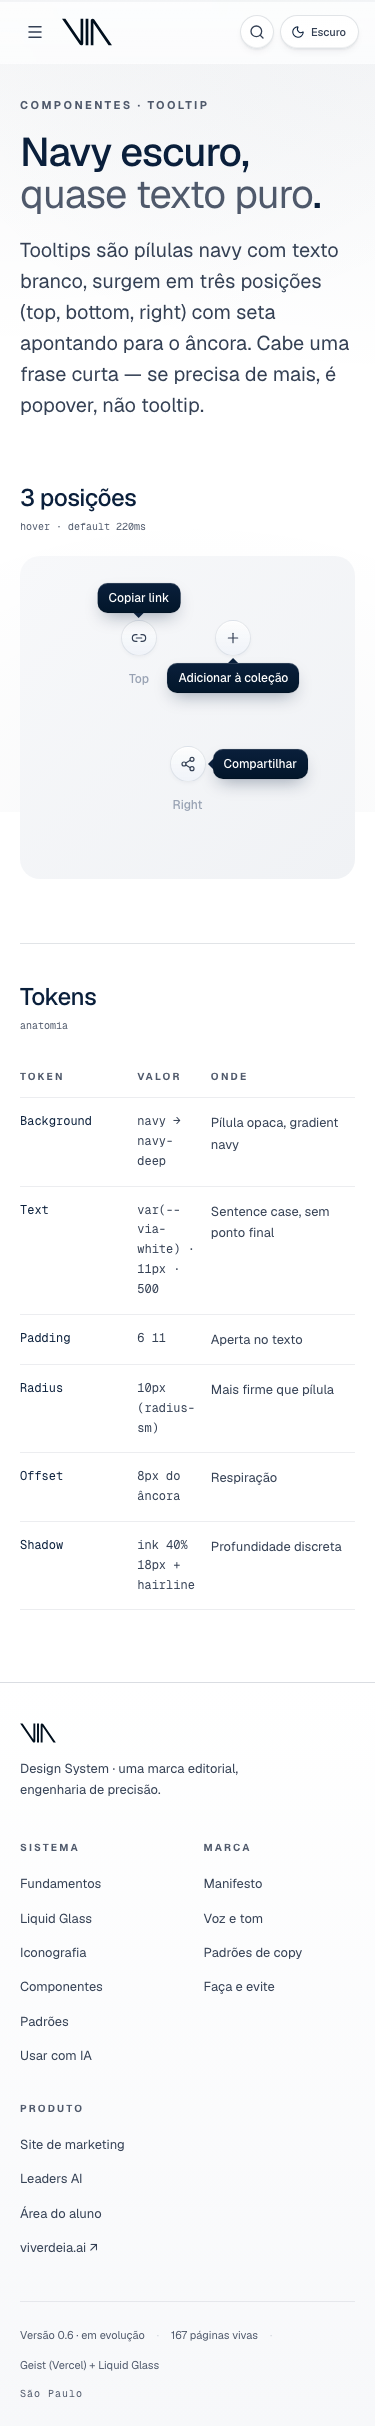 VIA
Escuro
COMPONENTES · TOOLTIP
Navy escuro,
quase texto puro.
Tooltips são pílulas navy com texto
branco, surgem em três posições
(top, bottom, right) com seta
apontando para o âncora. Cabe uma
frase curta — se precisa de mais, é
popover, não tooltip.
3 posições
hover · default 220ms
Copiar link
Top
Adicionar à coleção
Compartilhar
Right
Tokens
anatomia
TOKEN VALOR ONDE
Background navy → Pílula opaca, gradient
navy- navy
deep
Text var(-- Sentence case, sem
via- ponto final
white) ·
11px ·
500
Padding 6 11 Aperta no texto
Radius 10px Mais firme que pílula
(radius-
sm)
Offset 8px do Respiração
âncora
Shadow ink 40% Profundidade discreta
18px +
hairline
VIA
Design System · uma marca editorial,
engenharia de precisão.
SISTEMA
Fundamentos
Liquid Glass
Iconografia
Componentes
Padrões
Usar com IA
MARCA
Manifesto
Voz e tom
Padrões de copy
Faça e evite
PRODUTO
Site de marketing
Leaders AI
Área do aluno
viverdeia.ai ↗
Versão 0.6 · em evolução · 167 páginas vivas ·
Geist (Vercel) + Liquid Glass
São Paulo